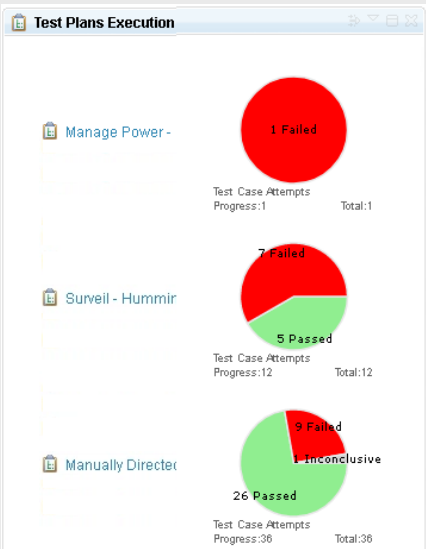 Test Plans Execution
1 Failed
Manage Power -
Test Case Attempts
Progress:1 Total:1
7 Failed
Surveil - Hummin
5 Passed
Test Case Attempts
Progress:12 Total:12
9 Failed
1 Inconclusive
Manually Directed
26 Passed
Test Case Attempts
Progress:36 Total:36